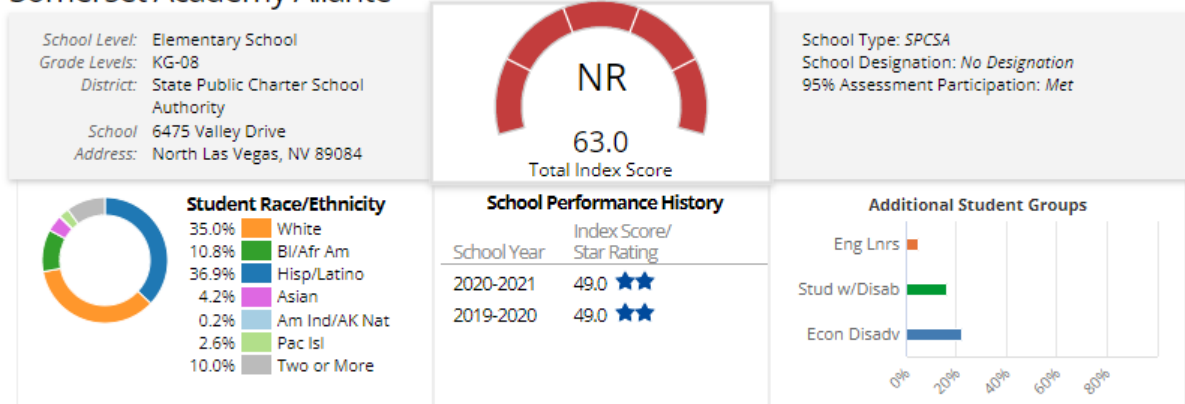 Somerset Academy Aliante
School Level: Elementary School
Grade Levels: KG-08
District: State Public Charter School
Authority
School 6475 Valley Drive
Address: North Las Vegas, NV 89084
NR
63.0
Total Index Score
School Type: SPCSA
School Designation: No Designation
95% Assessment Participation: Met
Student Race/Ethnicity
35.0% White
10.8% Bl/Afr Am
36.9% Hisp/Latino
4.2% Asian
0.2% Am Ind/AK Nat
2.6% Pac Isl
10.0% Two or More
School Performance History
Index Score/
School Year Star Rating
2020-2021 49.0
2019-2020 49.0
Additional Student Groups
Eng Lnrs
Stud w/Disab
Econ Disadv
0% 20% 40% 60% 80%